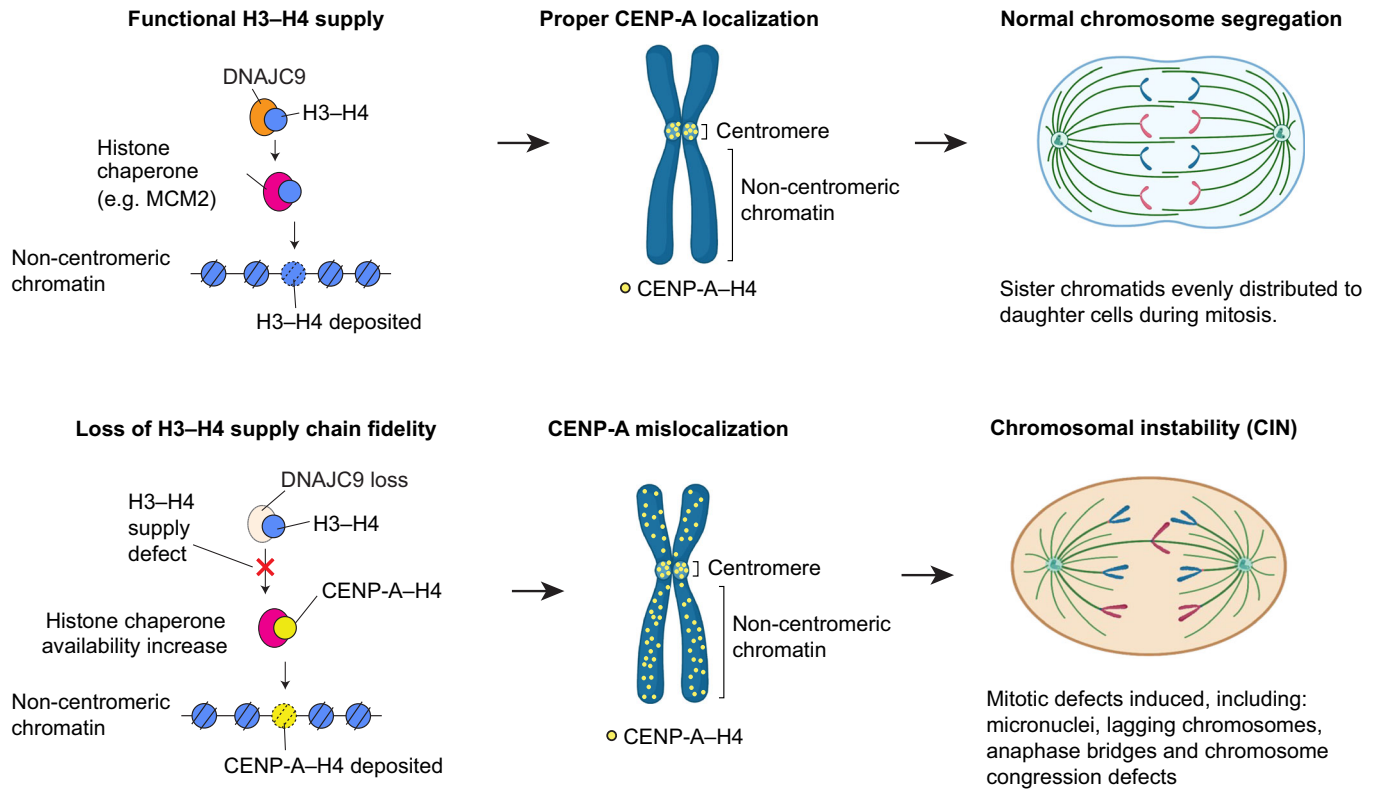 Functional H3–H4 supply
DNAJC9
H3–H4
Histone
chaperone
(e.g. MCM2)
Non-centromeric
chromatin
H3–H4 deposited
Proper CENP-A localization
Centromere
Non-centromeric
chromatin
CENP-A–H4
Normal chromosome segregation
Sister chromatids evenly distributed to
daughter cells during mitosis.
Loss of H3–H4 supply chain fidelity
DNAJC9 loss
H3–H4
supply
defect
H3–H4
CENP-A–H4
Histone chaperone
availability increase
Non-centromeric
chromatin
CENP-A–H4 deposited
CENP-A mislocalization
Centromere
Non-centromeric
chromatin
CENP-A–H4
Chromosomal instability (CIN)
Mitotic defects induced, including:
micronuclei, lagging chromosomes,
anaphase bridges and chromosome
congression defects